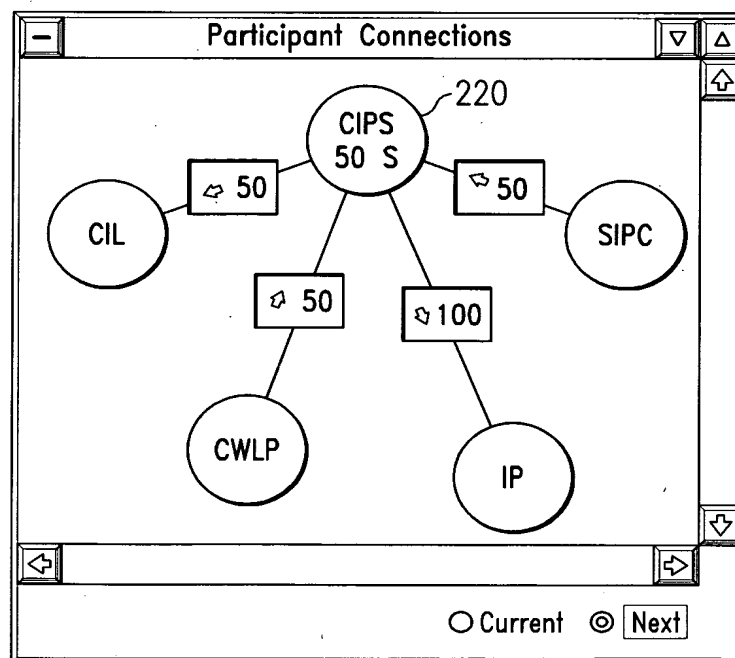 Participant Connections
220
CIPS
50 S
50
50
CIL
SIPC
50
100
CWLP
IP
Current
Next